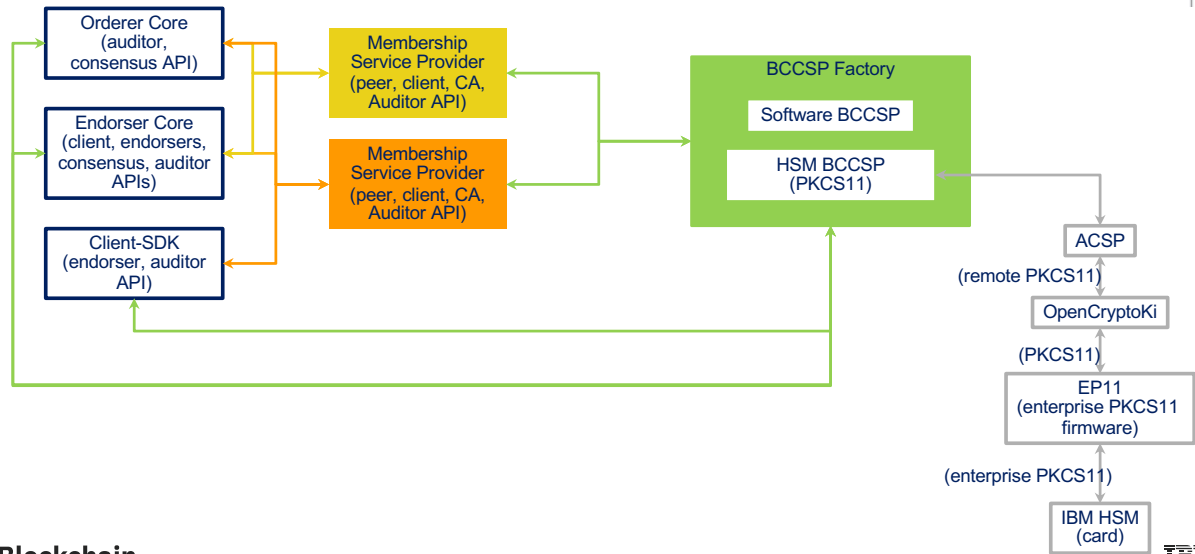 Orderer Core
(auditor,
consensus API)
Endorser Core
(client, endorsers,
consensus, auditor
APIs)
Client-SDK
(endorser, auditor
API)
Membership
Service Provider
(peer, client, CA,
Auditor API)
Membership
Service Provider
(peer, client, CA,
Auditor API)
BCCSP Factory
Software BCCSP
HSM BCCSP
(PKCS11)
ACSP
(remote PKCS11)
OpenCryptoKi
(PKCS11)
EP11
(enterprise PKCS11
firmware)
(enterprise PKCS11)
IBM HSM
(card)
Blockchain